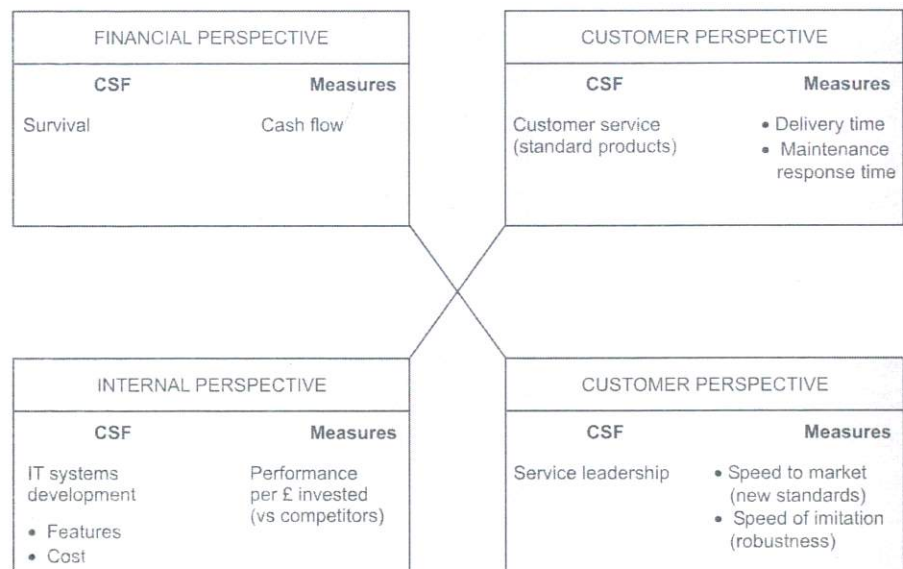 FINANCIAL PERSPECTIVE
CSF Measures
Survival Cash flow
CUSTOMER PERSPECTIVE
CSF Measures
Customer service
(standard products)
• Delivery time
• Maintenance
response time
INTERNAL PERSPECTIVE
CSF Measures
IT systems
development
• Features
• Cost
Performance
per £ invested
(vs competitors)
CUSTOMER PERSPECTIVE
CSF Measures
Service leadership
• Speed to market
(new standards)
• Speed of imitation
(robustness)